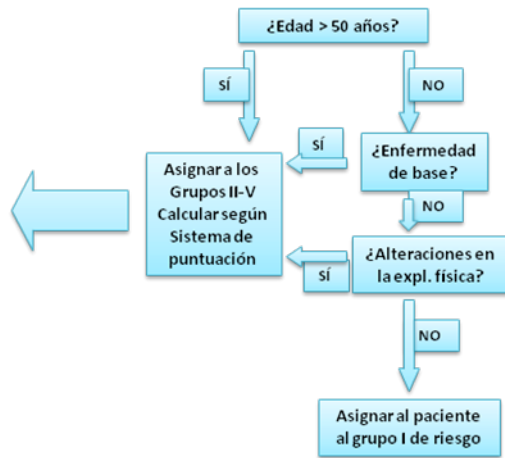 ¿Edad > 50 años?
SÍ
NO
SÍ
¿Enfermedad
de base?
Asignar a los
Grupos II-V
Calcular según
Sistema de
puntuación
NO
¿Alteraciones en
la expl. física?
SÍ
NO
Asignar al paciente
al grupo I de riesgo